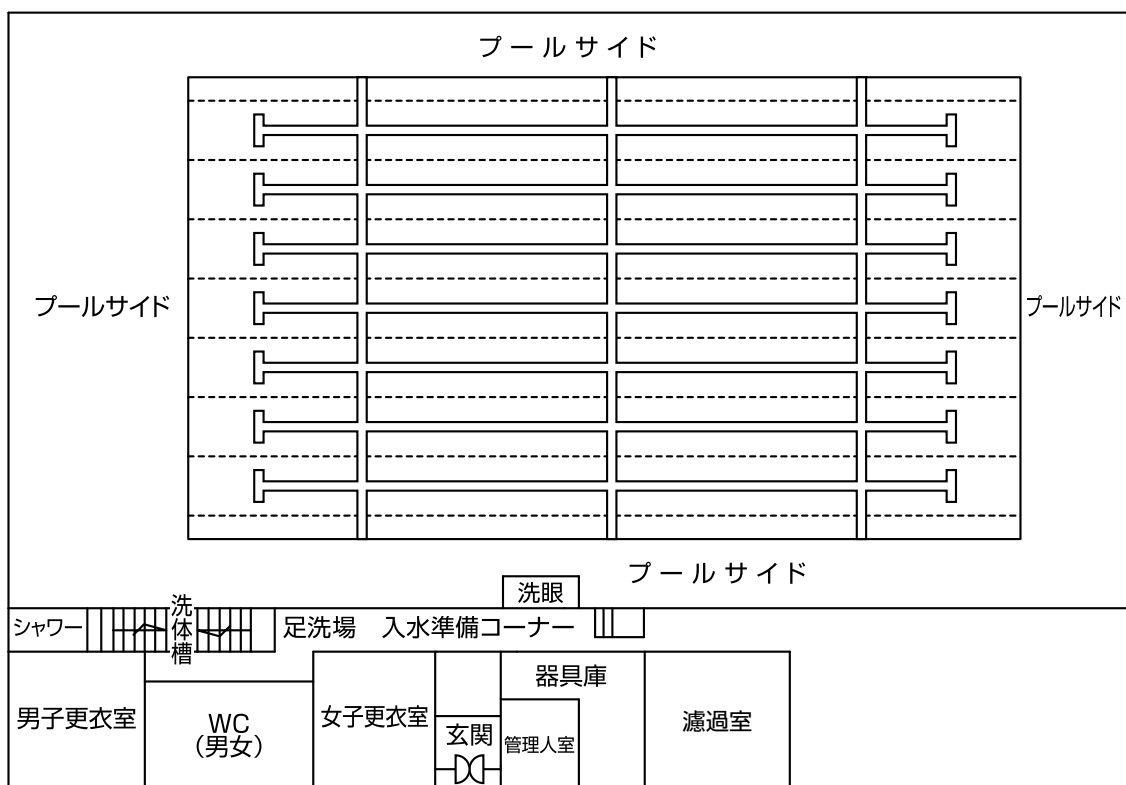 プールサイド
プールサイド
プールサイド
プールサイド
洗眼
シャワー
洗体槽
足洗場
入水準備コーナー
男子更衣室
WC
(男女)
女子更衣室
玄関
器具庫
管理人室
濾過室